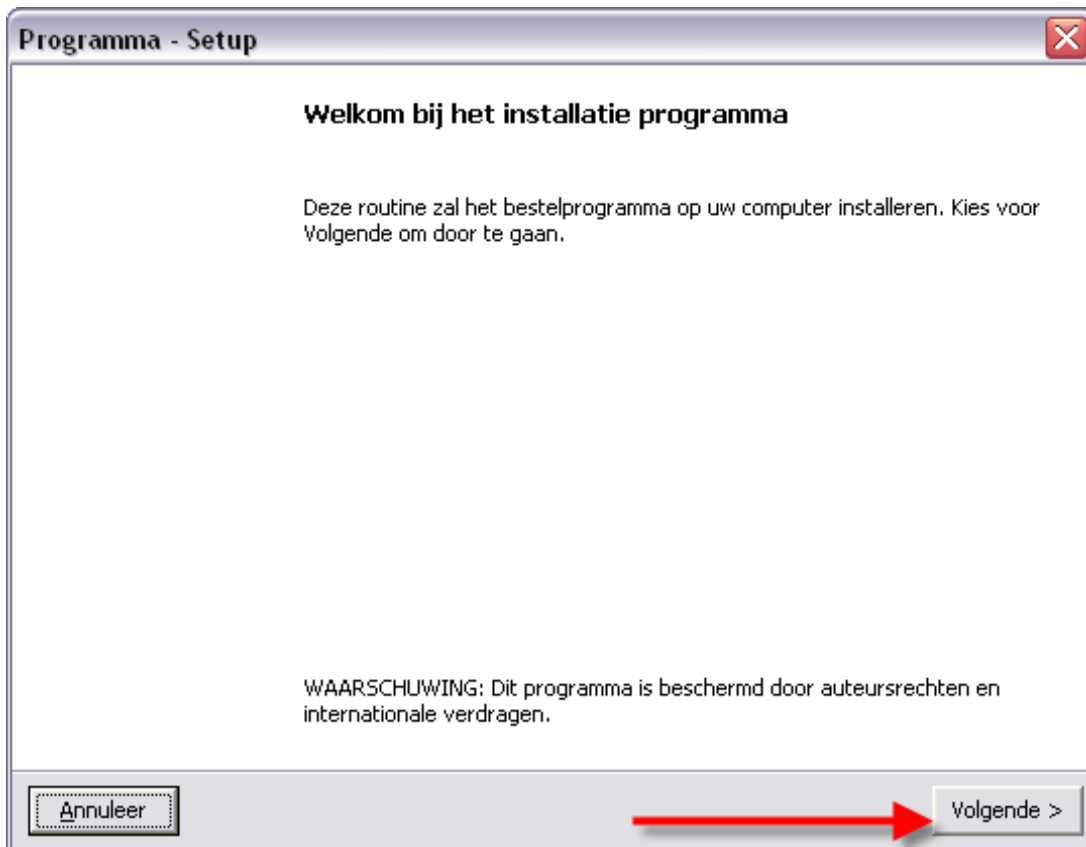 Programma - Setup
Welkom bij het installatie programma
Deze routine zal het bestelprogramma op uw computer installeren. Kies voor
Volgende om door te gaan.
WAARSCHUWING: Dit programma is beschermd door auteursrechten en
internationale verdragen.
Annuleer
Volgende >